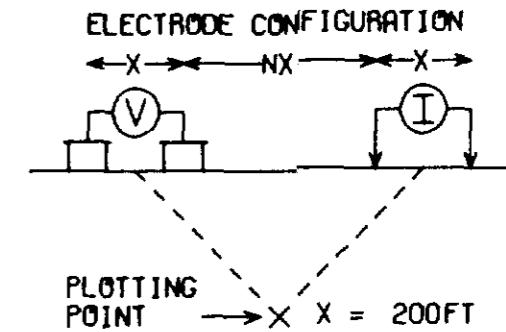 ELECTRODE CONFIGURATION
X NX X
V I
PLOTTING
POINT X X = 200FT